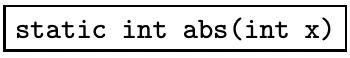 static int abs(int x)